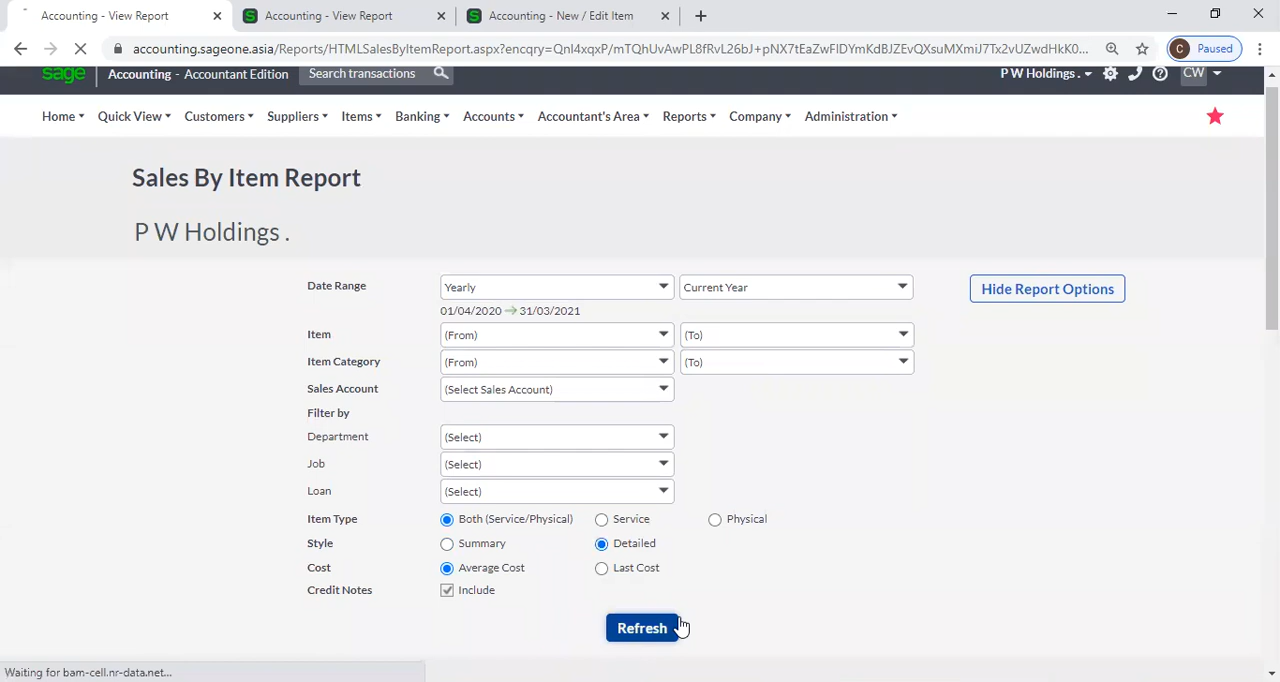 Accounting - View Report
Accounting - View Report
Accounting - New / Edit Item
accounting.sageone.asia/Reports/HTMLSalesByItemReport.aspx?encqry=QnI4xqxP/mTQhUvAwPL8fRvL26bJ+pNX7tEaZwFlDYmKdBJZEvQXsuMXmiJ7Tx2vUZwdHkK0...
C Paused
sage Accounting - Accountant Edition Search transactions P W Holdings . CW
Home Quick View Customers Suppliers Items Banking Accounts Accountant's Area Reports Company Administration
Sales By Item Report
P W Holdings .
Date Range Yearly Current Year Hide Report Options
01/04/2020 31/03/2021
Item (From) (To)
Item Category (From) (To)
Sales Account (Select Sales Account)
Filter by
Department (Select)
Job (Select)
Loan (Select)
Item Type Both (Service/Physical) Service Physical
Style Summary Detailed
Cost Average Cost Last Cost
Credit Notes Include
Refresh
Waiting for bam-cell.nr-data.net...